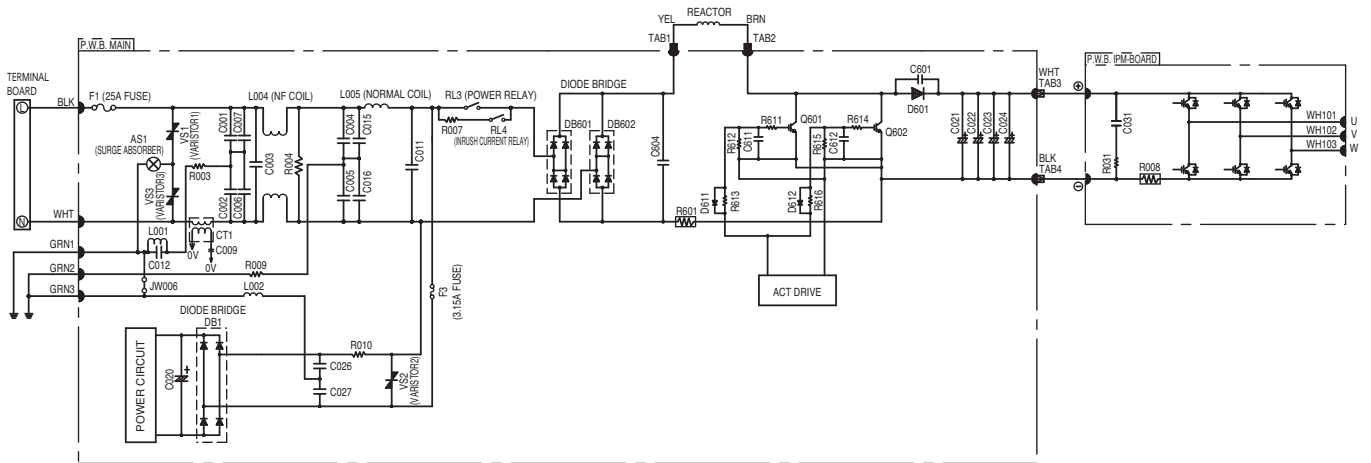 REACTOR
YEL
BRN
TAB1
TAB2
P.W.B. MAIN
P.W.B. IPM-BOARD
TERMINAL
BOARD
L
BLK
F1 (25A FUSE)
L004 (NF COIL)
L005 (NORMAL COIL)
RL3 (POWER RELAY)
DIODE BRIDGE
DB601
DB602
C601
D601
WHT
TAB3
+
AS1
(SURGE ABSORBER)
VS1
(VARISTOR1)
VS3
(VARISTOR3)
R003
C001
C007
C002
C006
C003
R004
C004
C015
C005
C016
C011
R007
RL4
(INRUSH CURRENT RELAY)
C604
R601
R611
R612
C611
Q601
R614
R615
C612
Q602
D611
R613
D612
R616
ACT DRIVE
C021
C022
C023
C024
BLK
TAB4
−
C031
R031
R008
WH101
U
WH102
V
WH103
W
N
WHT
GRN1
L001
C012
CT1
0V
C009
0V
GRN2
R009
GRN3
JW006
L002
F3
(3.15A FUSE)
DIODE BRIDGE
DB1
POWER CIRCUIT
C020
+
R010
C026
C027
VS2
(VARISTOR2)